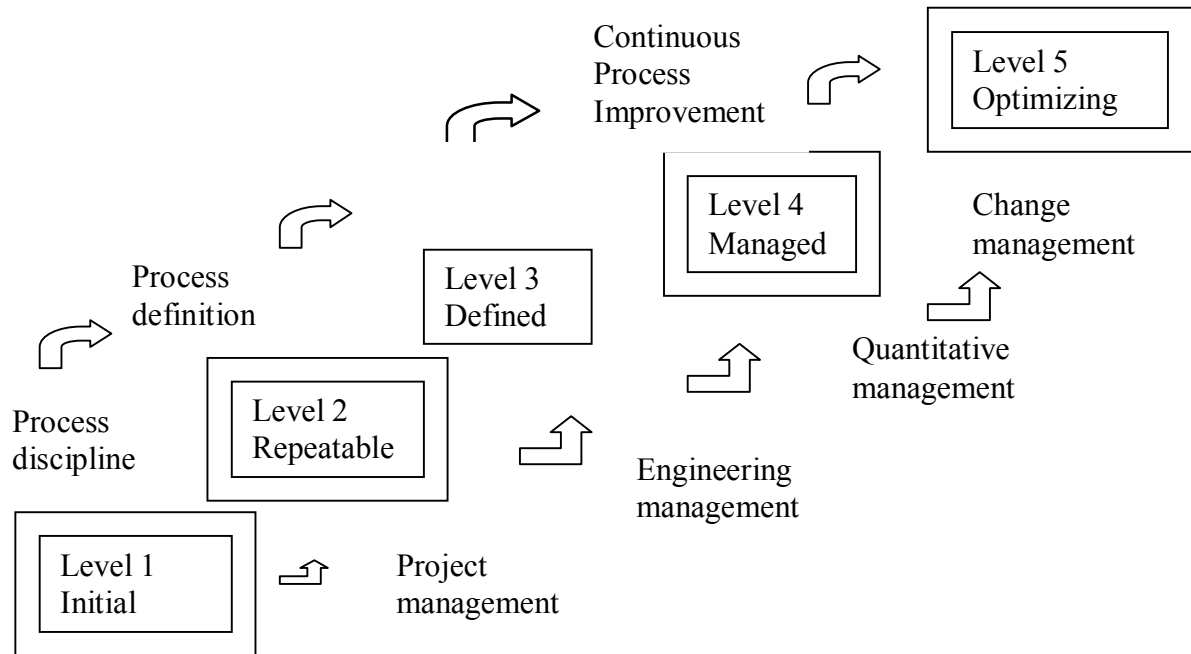 Continuous
Process
Improvement
Level 5
Optimizing
Level 4
Managed
Change
management
Process
definition
Level 3
Defined
Quantitative
management
Level 2
Repeatable
Process
discipline
Engineering
management
Level 1
Initial
Project
management